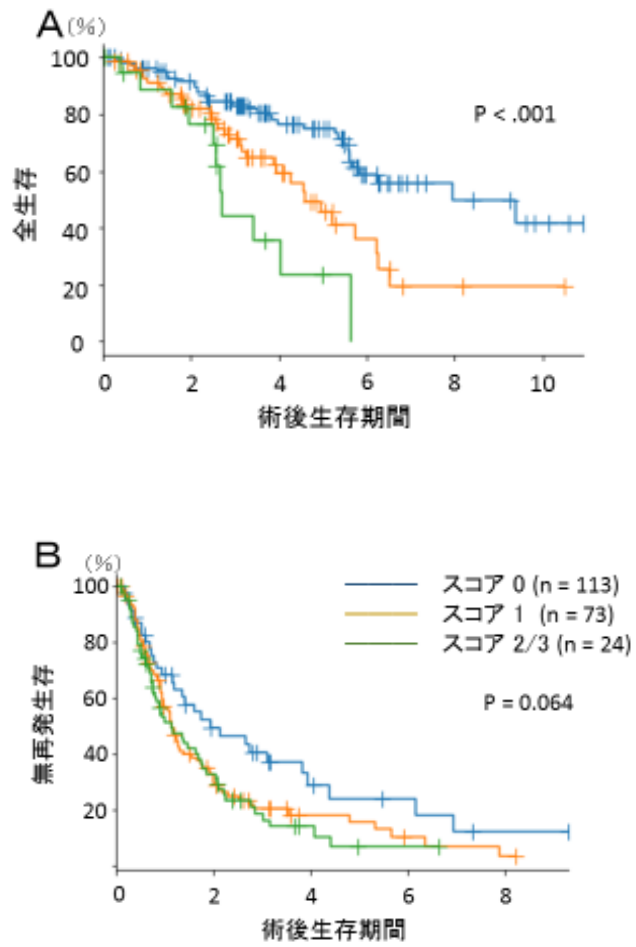 A (%)
100
80
60
40
20
0
全生存
P < .001
0 2 4 6 8 10
術後生存期間
B (%)
100
80
60
40
20
無再発生存
スコア 0 (n = 113)
スコア 1 (n = 73)
スコア 2/3 (n = 24)
P = 0.064
0 2 4 6 8
術後生存期間